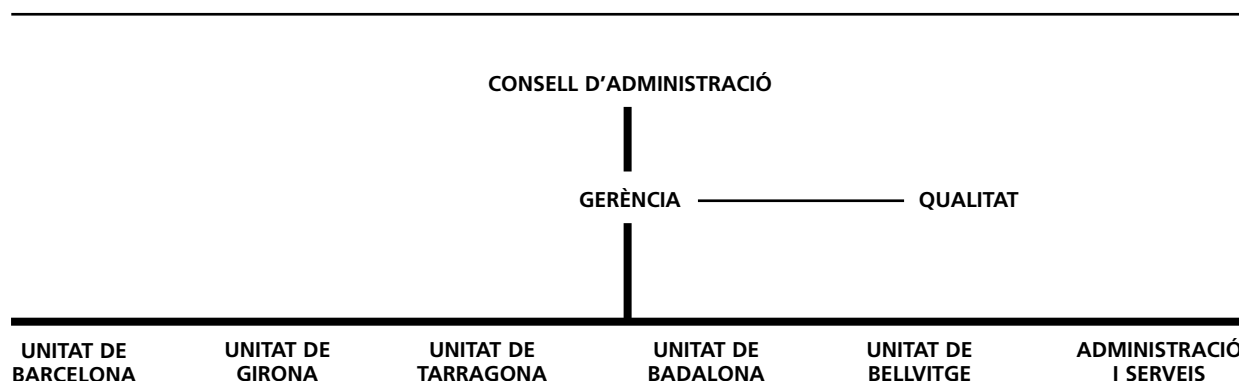 CONSELL D’ADMINISTRACIÓ
GERÈNCIA
QUALITAT
UNITAT DE
BARCELONA
UNITAT DE
GIRONA
UNITAT DE
TARRAGONA
UNITAT DE
BADALONA
UNITAT DE
BELLVITGE
ADMINISTRACIÓ
I SERVEIS